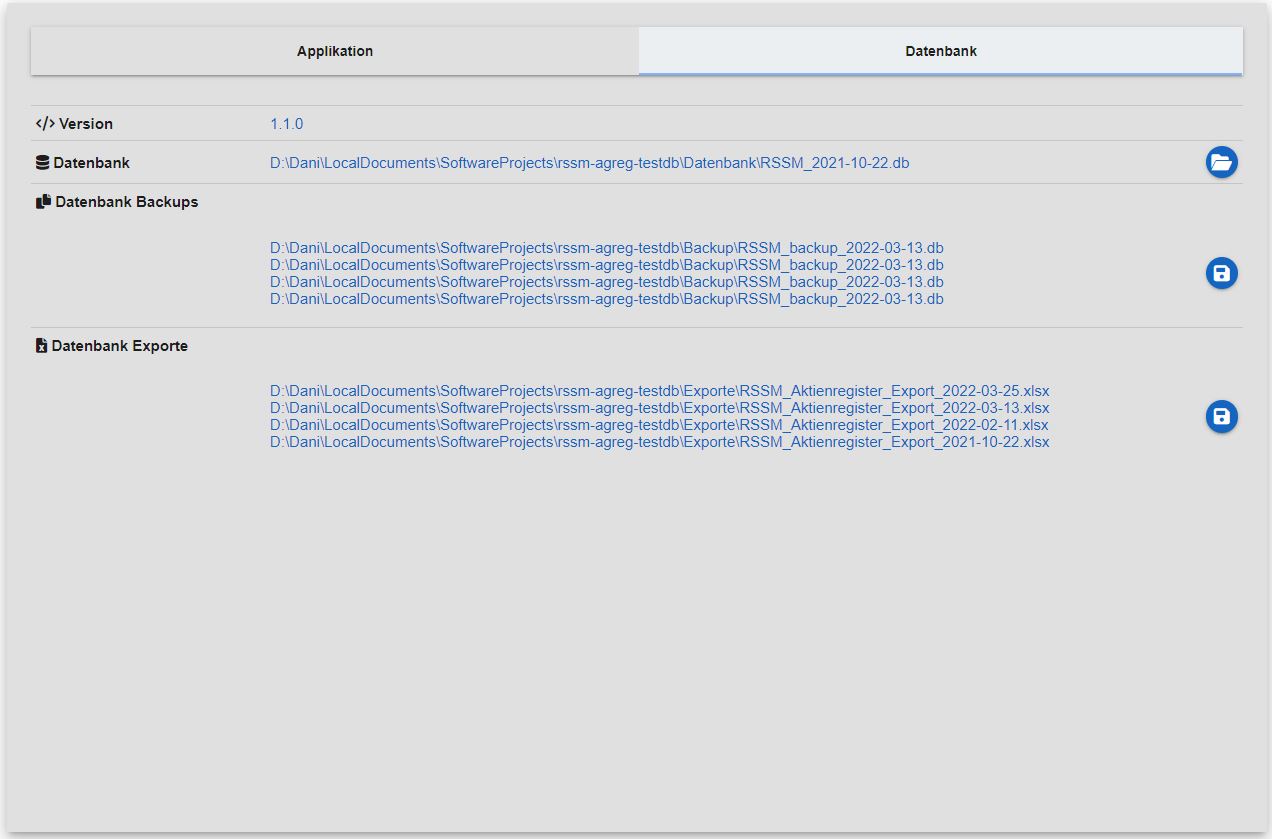 Applikation
Datenbank
</> Version
1.1.0
Datenbank
D:\Dani\LocalDocuments\SoftwareProjects\rssm-agreg-testdb\Datenbank\RSSM_2021-10-22.db
Datenbank Backups
D:\Dani\LocalDocuments\SoftwareProjects\rssm-agreg-testdb\Backup\RSSM_backup_2022-03-13.db
D:\Dani\LocalDocuments\SoftwareProjects\rssm-agreg-testdb\Backup\RSSM_backup_2022-03-13.db
D:\Dani\LocalDocuments\SoftwareProjects\rssm-agreg-testdb\Backup\RSSM_backup_2022-03-13.db
D:\Dani\LocalDocuments\SoftwareProjects\rssm-agreg-testdb\Backup\RSSM_backup_2022-03-13.db
Datenbank Exporte
D:\Dani\LocalDocuments\SoftwareProjects\rssm-agreg-testdb\Exporte\RSSM_Aktienregister_Export_2022-03-25.xlsx
D:\Dani\LocalDocuments\SoftwareProjects\rssm-agreg-testdb\Exporte\RSSM_Aktienregister_Export_2022-03-13.xlsx
D:\Dani\LocalDocuments\SoftwareProjects\rssm-agreg-testdb\Exporte\RSSM_Aktienregister_Export_2022-02-11.xlsx
D:\Dani\LocalDocuments\SoftwareProjects\rssm-agreg-testdb\Exporte\RSSM_Aktienregister_Export_2021-10-22.xlsx